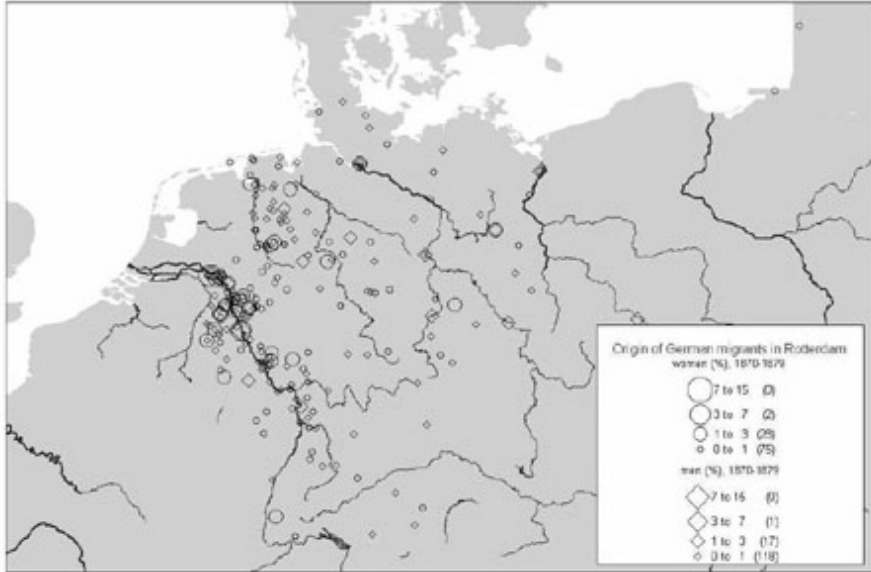 Origin of German migrants in Rotterdam
women (%), 1870-1879
7 to 15 (0)
3 to 7 (2)
1 to 3
0 to 1 (75)
men (%), 1870-1879
7 to 16 (0)
3 to 7 (1)
1 to 3 (17)
0 to 1 (118)